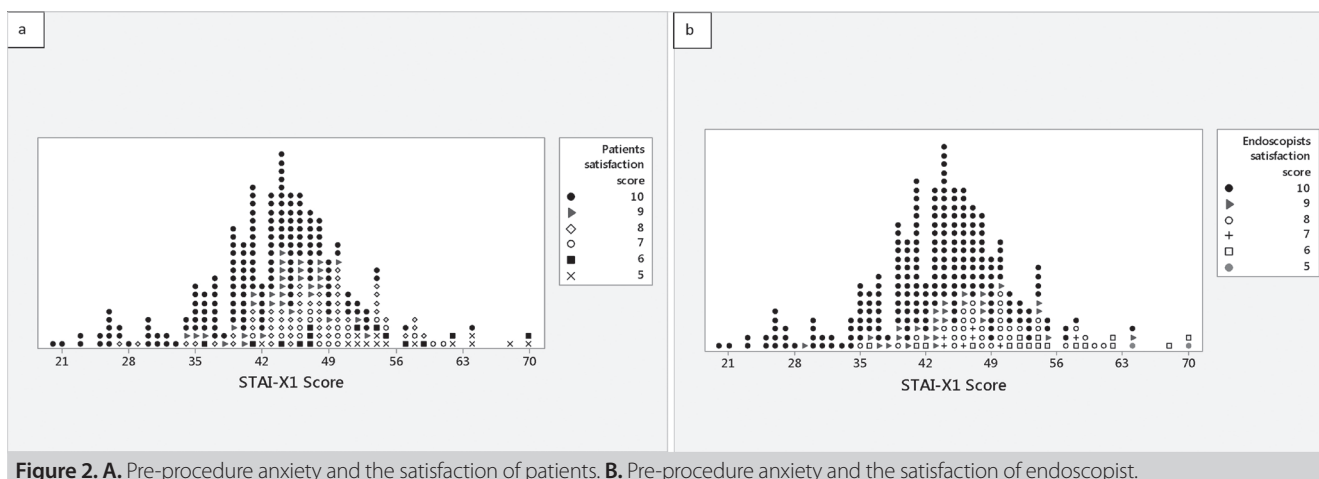 a
Patients
satisfaction
score
10
9
8
7
6
5
21 28 35 42 49 56 63 70
STAI-X1 Score
b
Endoscopists
satisfaction
score
10
9
8
7
6
5
21 28 35 42 49 56 63 70
STAI-X1 Score
Figure 2. A. Pre-procedure anxiety and the satisfaction of patients. B. Pre-procedure anxiety and the satisfaction of endoscopist.